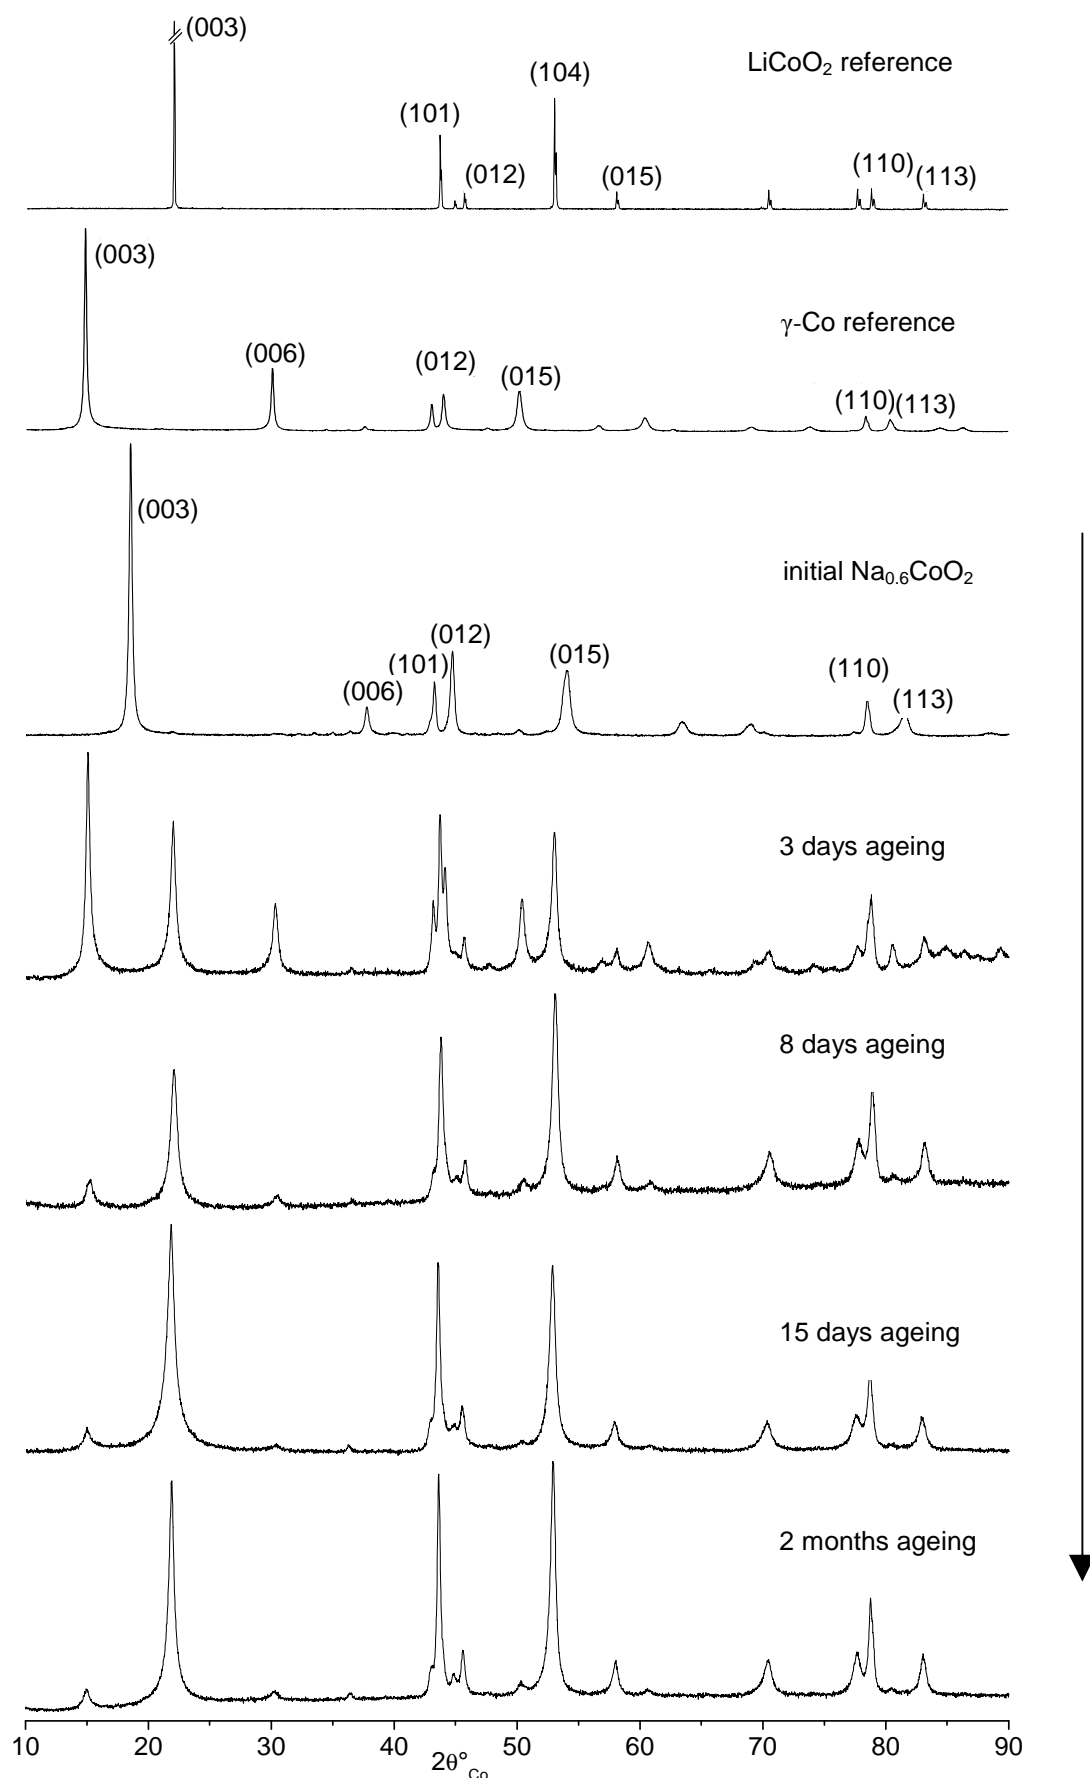 (003)
LiCoO₂ reference
(104)
(101)
(012)
(015)
(110)
(113)
(003)
γ-Co reference
(006)
(012)
(015)
(110)
(113)
(003)
initial Na₀.₆CoO₂
(012)
(101)
(015)
(110)
(006)
(113)
3 days ageing
8 days ageing
15 days ageing
2 months ageing
10 20 30 40 50 60 70 80 90
2θ°Co